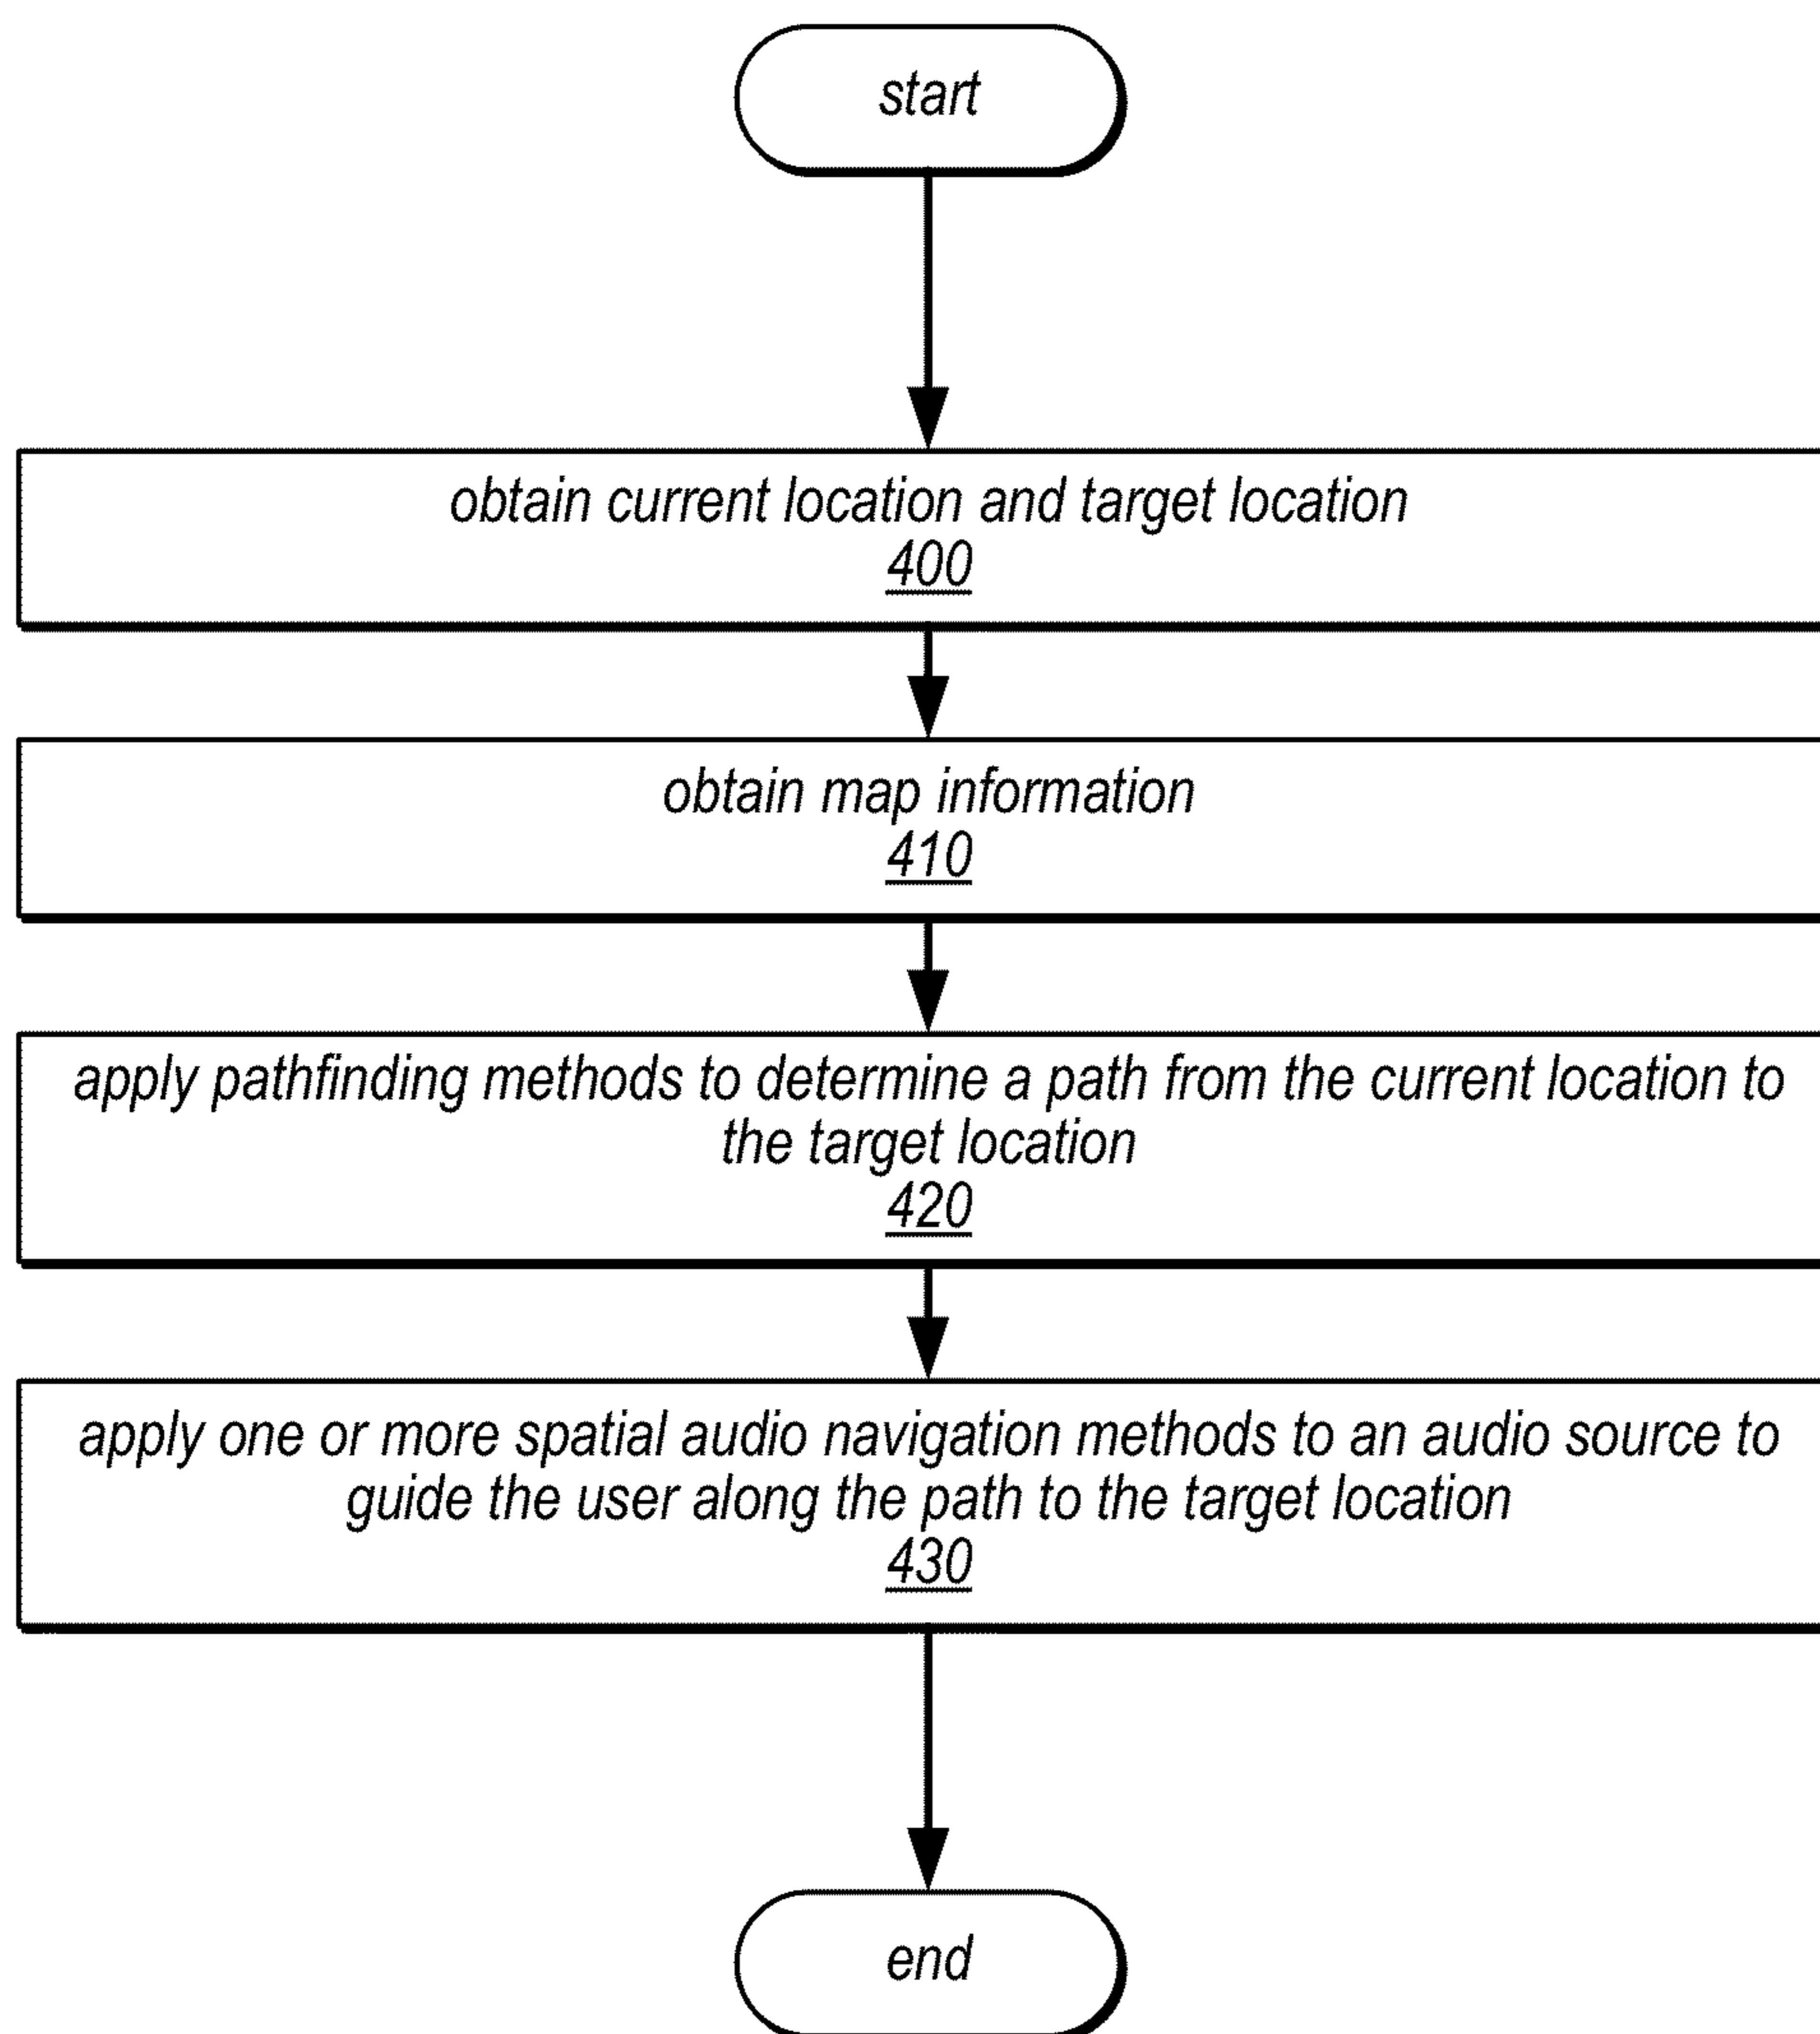 start
obtain current location and target location
400
obtain map information
410
apply pathfinding methods to determine a path from the current location to
the target location
420
apply one or more spatial audio navigation methods to an audio source to
guide the user along the path to the target location
430
end